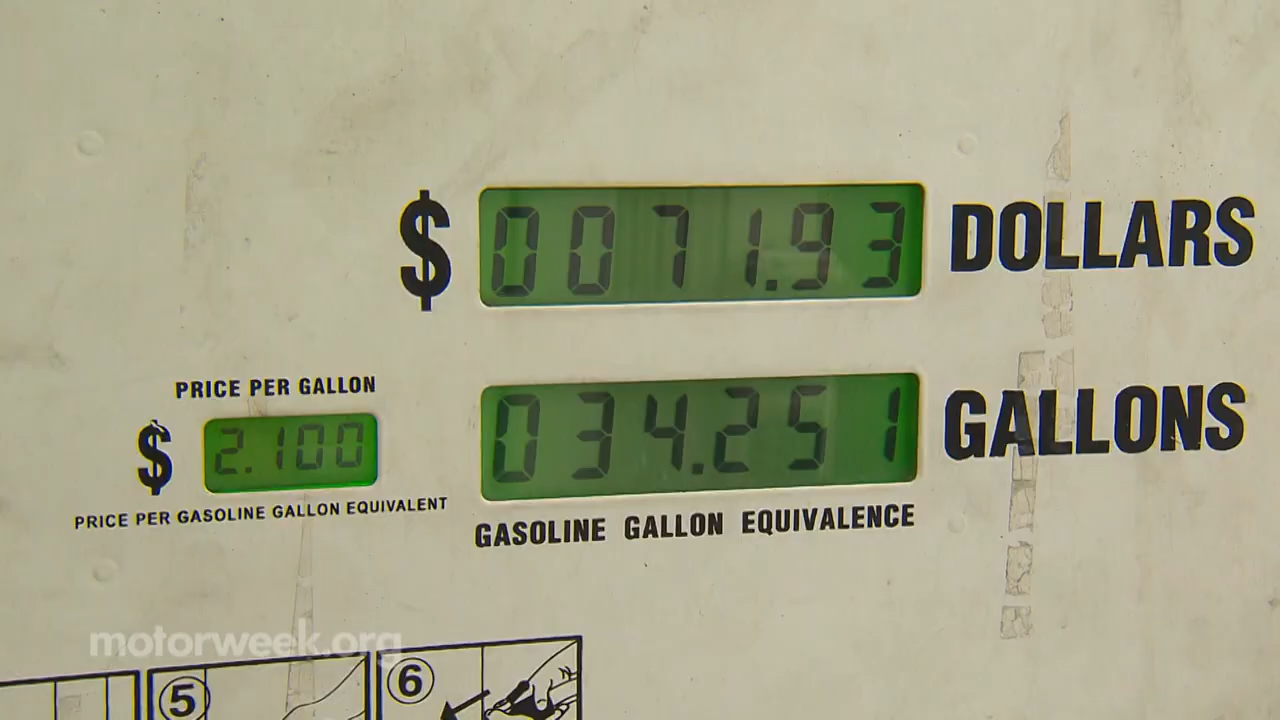 $ 0071.93 DOLLARS
PRICE PER GALLON
$ 2.100
PRICE PER GASOLINE GALLON EQUIVALENT
034.251 GALLONS
GASOLINE GALLON EQUIVALENCE
motorweek.org
5
6